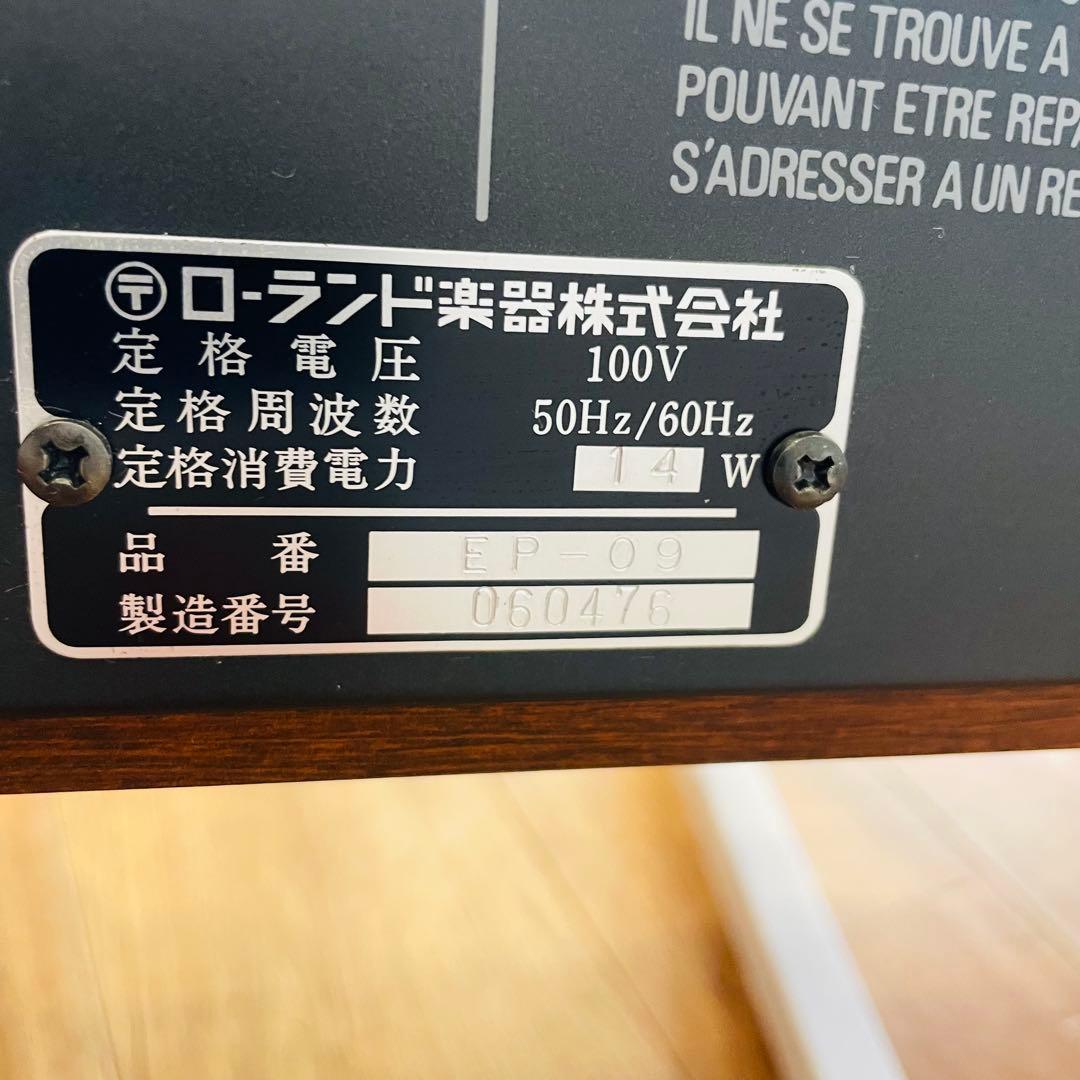 IL NE SE TROUVE A
POUVANT ETRE
S'ADRESSER A UN
〶 ローランド楽器株式会社
定格電圧 100V
定格周波数 50Hz/60Hz
定格消費電力 14 W
品番 EP-09
製造番号 060476